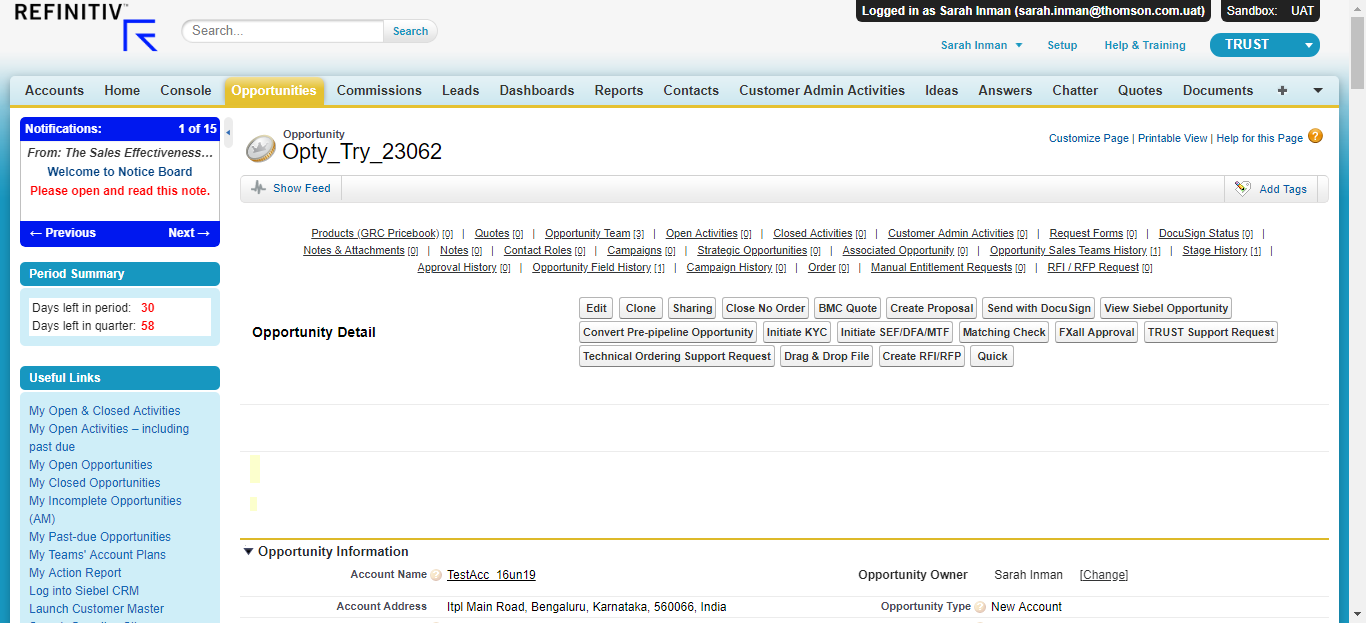 REFINITIV™
Search...
Search
Logged in as Sarah Inman (sarah.inman@thomson.com.uat)
Sandbox: UAT
Sarah Inman
Setup
Help & Training
TRUST
Accounts Home Console Opportunities Commissions Leads Dashboards Reports Contacts Customer Admin Activities Ideas Answers Chatter Quotes Documents +
Notifications: 1 of 15
From: The Sales Effectiveness...
Welcome to Notice Board
Please open and read this note.
← Previous Next →
Period Summary
Days left in period: 30
Days left in quarter: 58
Useful Links
My Open & Closed Activities
My Open Activities – including
past due
My Open Opportunities
My Closed Opportunities
My Incomplete Opportunities
(AM)
My Past-due Opportunities
My Teams' Account Plans
My Action Report
Log into Siebel CRM
Launch Customer Master
Opportunity
Opty_Try_23062
Customize Page | Printable View | Help for this Page ?
Show Feed
Add Tags
Products (GRC Pricebook) [0] | Quotes [0] | Opportunity Team [3] | Open Activities [0] | Closed Activities [0] | Customer Admin Activities [0] | Request Forms [0] | DocuSign Status [0] |
Notes & Attachments [0] | Notes [0] | Contact Roles [0] | Campaigns [0] | Strategic Opportunities [0] | Associated Opportunity [0] | Opportunity Sales Teams History [1] | Stage History [1] |
Approval History [0] | Opportunity Field History [1] | Campaign History [0] | Order [0] | Manual Entitlement Requests [0] | RFI / RFP Request [0]
Opportunity Detail
Edit Clone Sharing Close No Order BMC Quote Create Proposal Send with DocuSign View Siebel Opportunity
Convert Pre-pipeline Opportunity Initiate KYC Initiate SEF/DFA/MTF Matching Check FXall Approval TRUST Support Request
Technical Ordering Support Request Drag & Drop File Create RFI/RFP Quick
Opportunity Information
Account Name ? TestAcc_16un19
Opportunity Owner Sarah Inman [Change]
Account Address Itpl Main Road, Bengaluru, Karnataka, 560066, India
Opportunity Type ? New Account